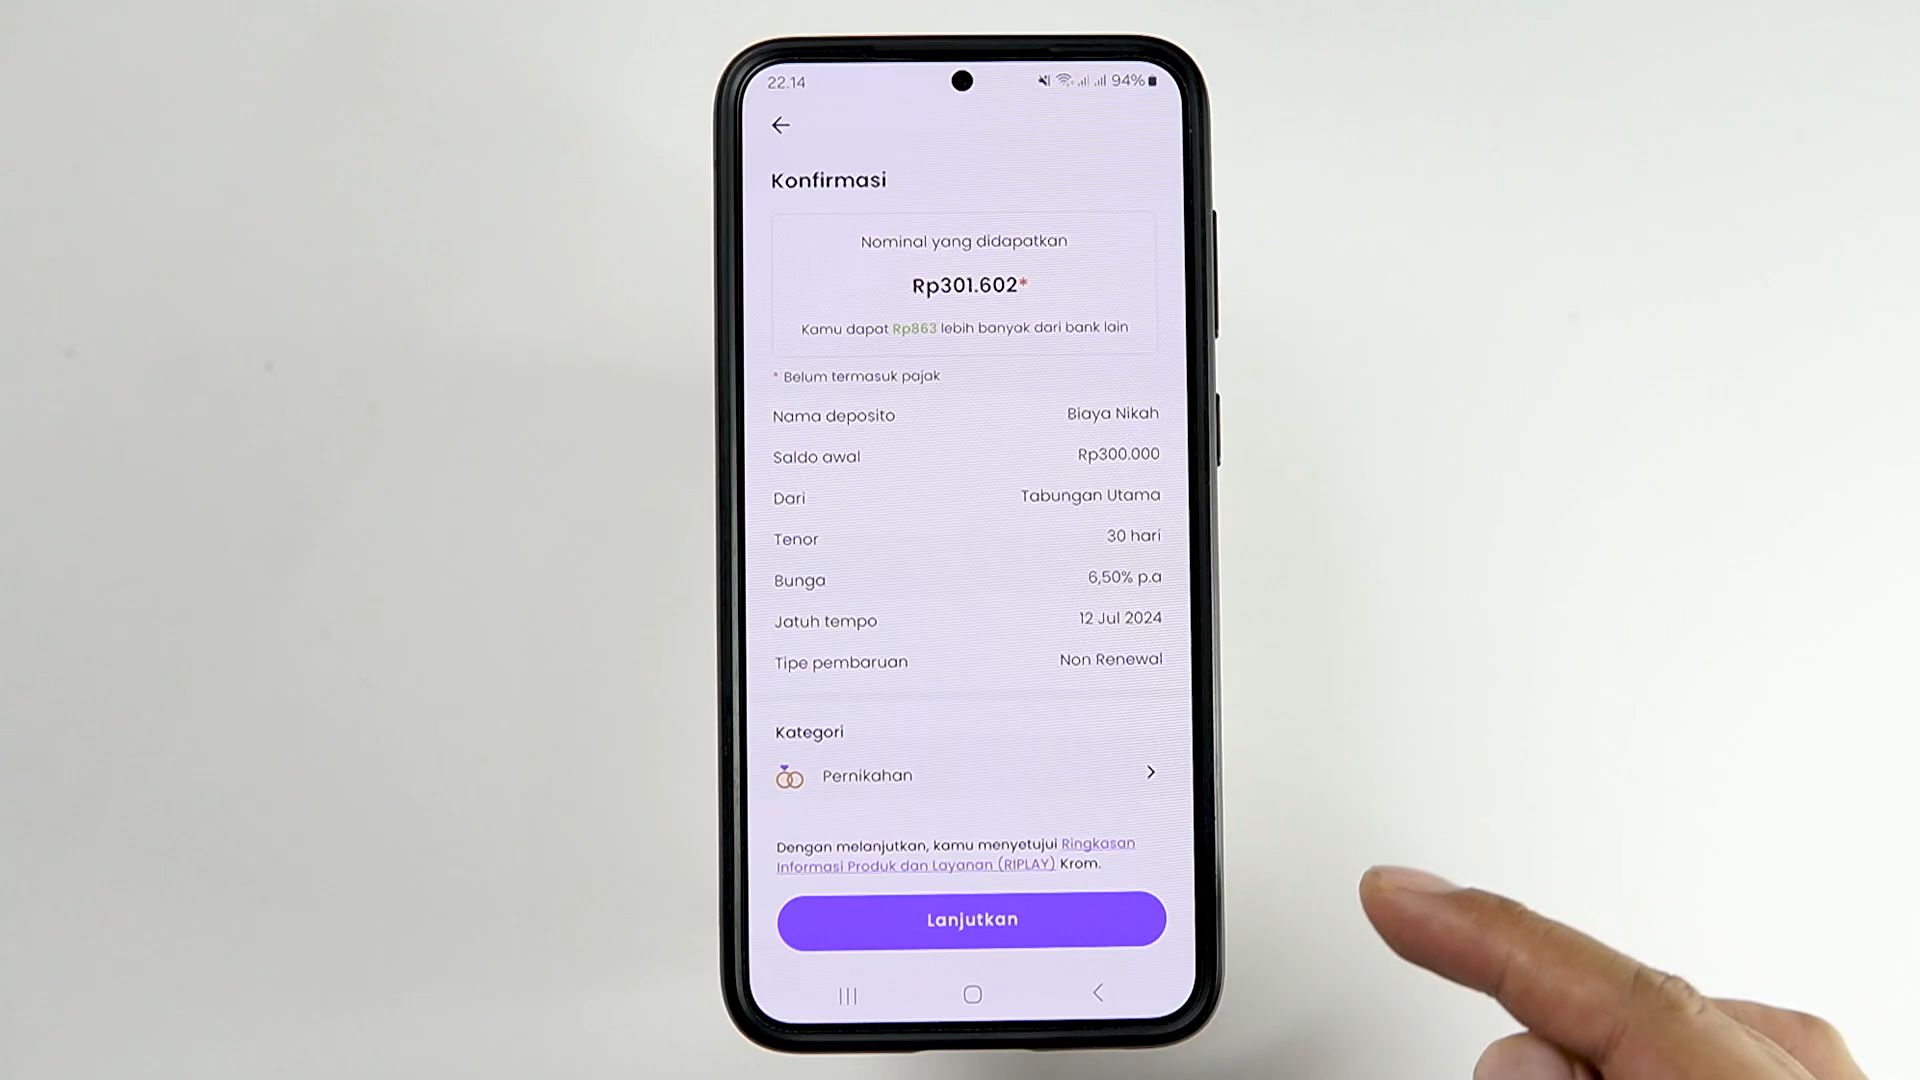 22.14
94%
Konfirmasi
Nominal yang didapatkan
Rp301.602*
Kamu dapat Rp863 lebih banyak dari bank lain
* Belum termasuk pajak
Nama deposito Biaya Nikah
Saldo awal Rp300.000
Dari Tabungan Utama
Tenor 30 hari
Bunga 6,50% p.a
Jatuh tempo 12 Jul 2024
Tipe pembaruan Non Renewal
Kategori
Pernikahan
Dengan melanjutkan, kamu menyetujui Ringkasan
Informasi Produk dan Layanan (RIPLAY) Krom.
Lanjutkan